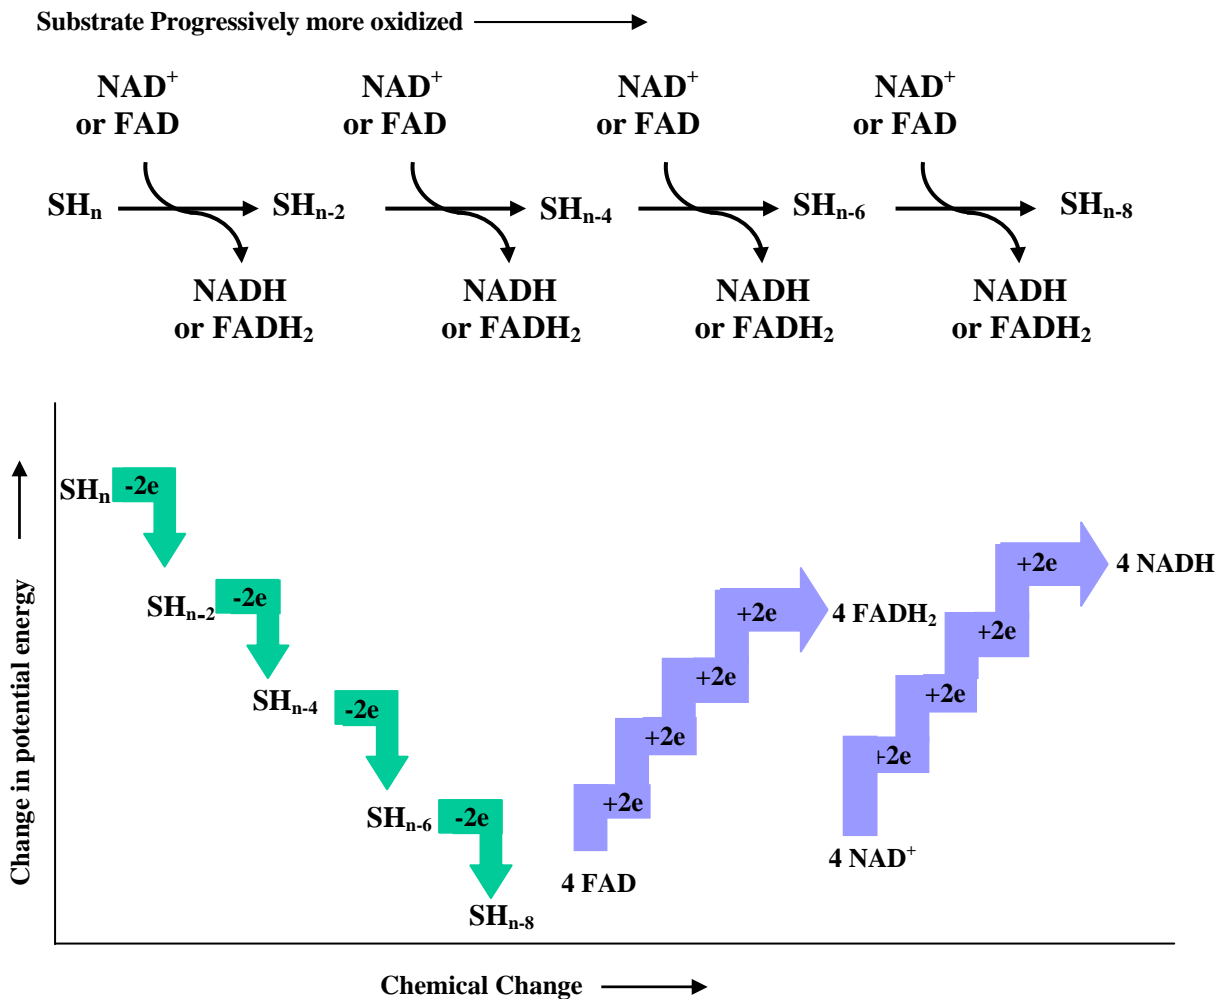 Substrate Progressively more oxidized
NAD⁺
or FAD
NAD⁺
or FAD
NAD⁺
or FAD
NAD⁺
or FAD
SHₙ
SHₙ₋₂
SHₙ₋₄
SHₙ₋₆
SHₙ₋₈
NADH
or FADH₂
NADH
or FADH₂
NADH
or FADH₂
NADH
or FADH₂
Change in potential energy
SHₙ
-2e
SHₙ₋₂
-2e
SHₙ₋₄
-2e
SHₙ₋₆
-2e
SHₙ₋₈
4 FAD
+2e
+2e
+2e
+2e
4 FADH₂
4 NAD⁺
+2e
+2e
+2e
+2e
4 NADH
Chemical Change